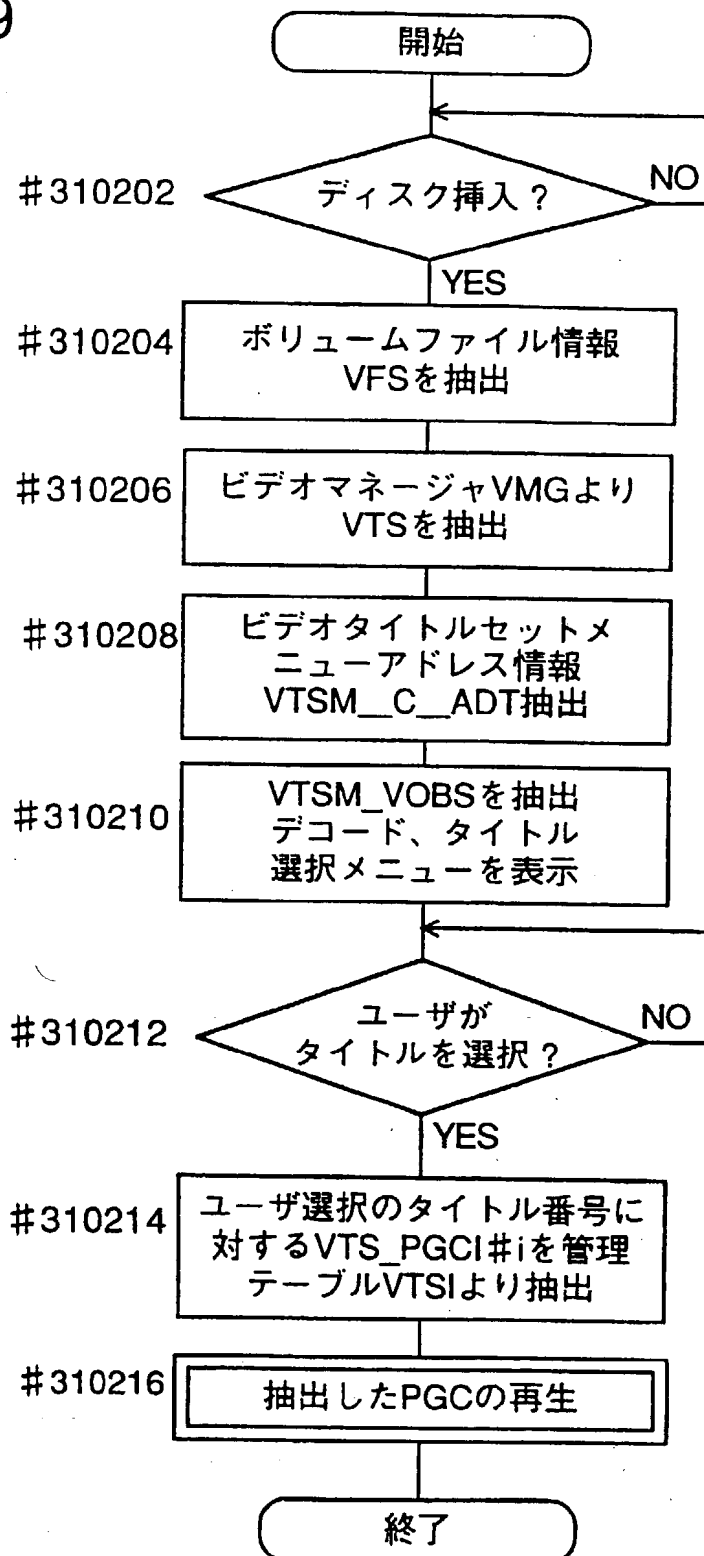 9
開始
#310202
ディスク挿入?
NO
YES
#310204
ボリュームファイル情報
VFSを抽出
#310206
ビデオマネージャVMGより
VTSを抽出
#310208
ビデオタイトルセットメ
ニューアドレス情報
VTSM__C__ADT抽出
#310210
VTSM_VOBSを抽出
デコード、タイトル
選択メニューを表示
#310212
ユーザが
タイトルを選択?
NO
YES
#310214
ユーザ選択のタイトル番号に
対するVTS_PGCI#iを管理
テーブルVTSIより抽出
#310216
抽出したPGCの再生
終了